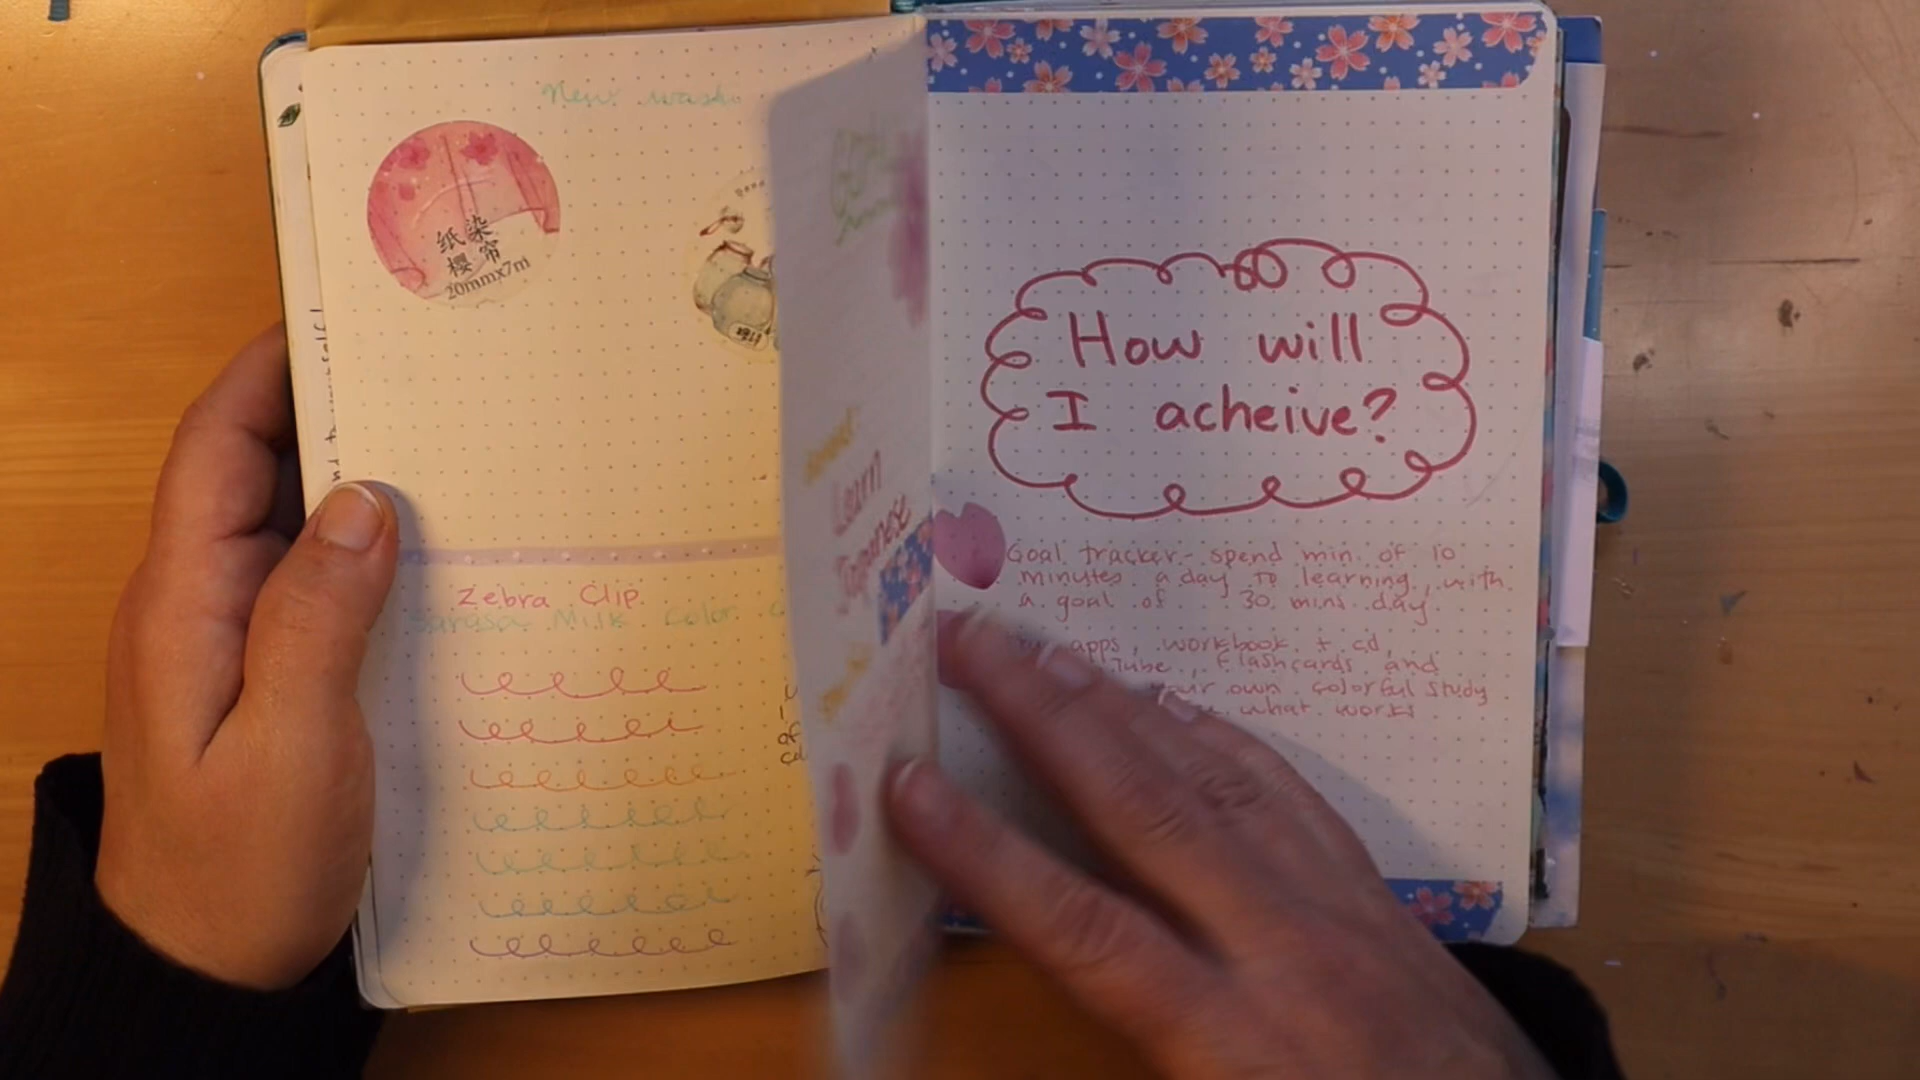 New washi
纸染
樱帘
20mmx7m
Zebra Clip
Sarasa Milk Color
Learn
Japanese
How will
I acheive?
Goal tracker - spend min. of 10
minutes a day to learning, with
a goal of 30 mins day.
apps, workbook + cd,
Tube, flashcards and
your own colorful study
what works